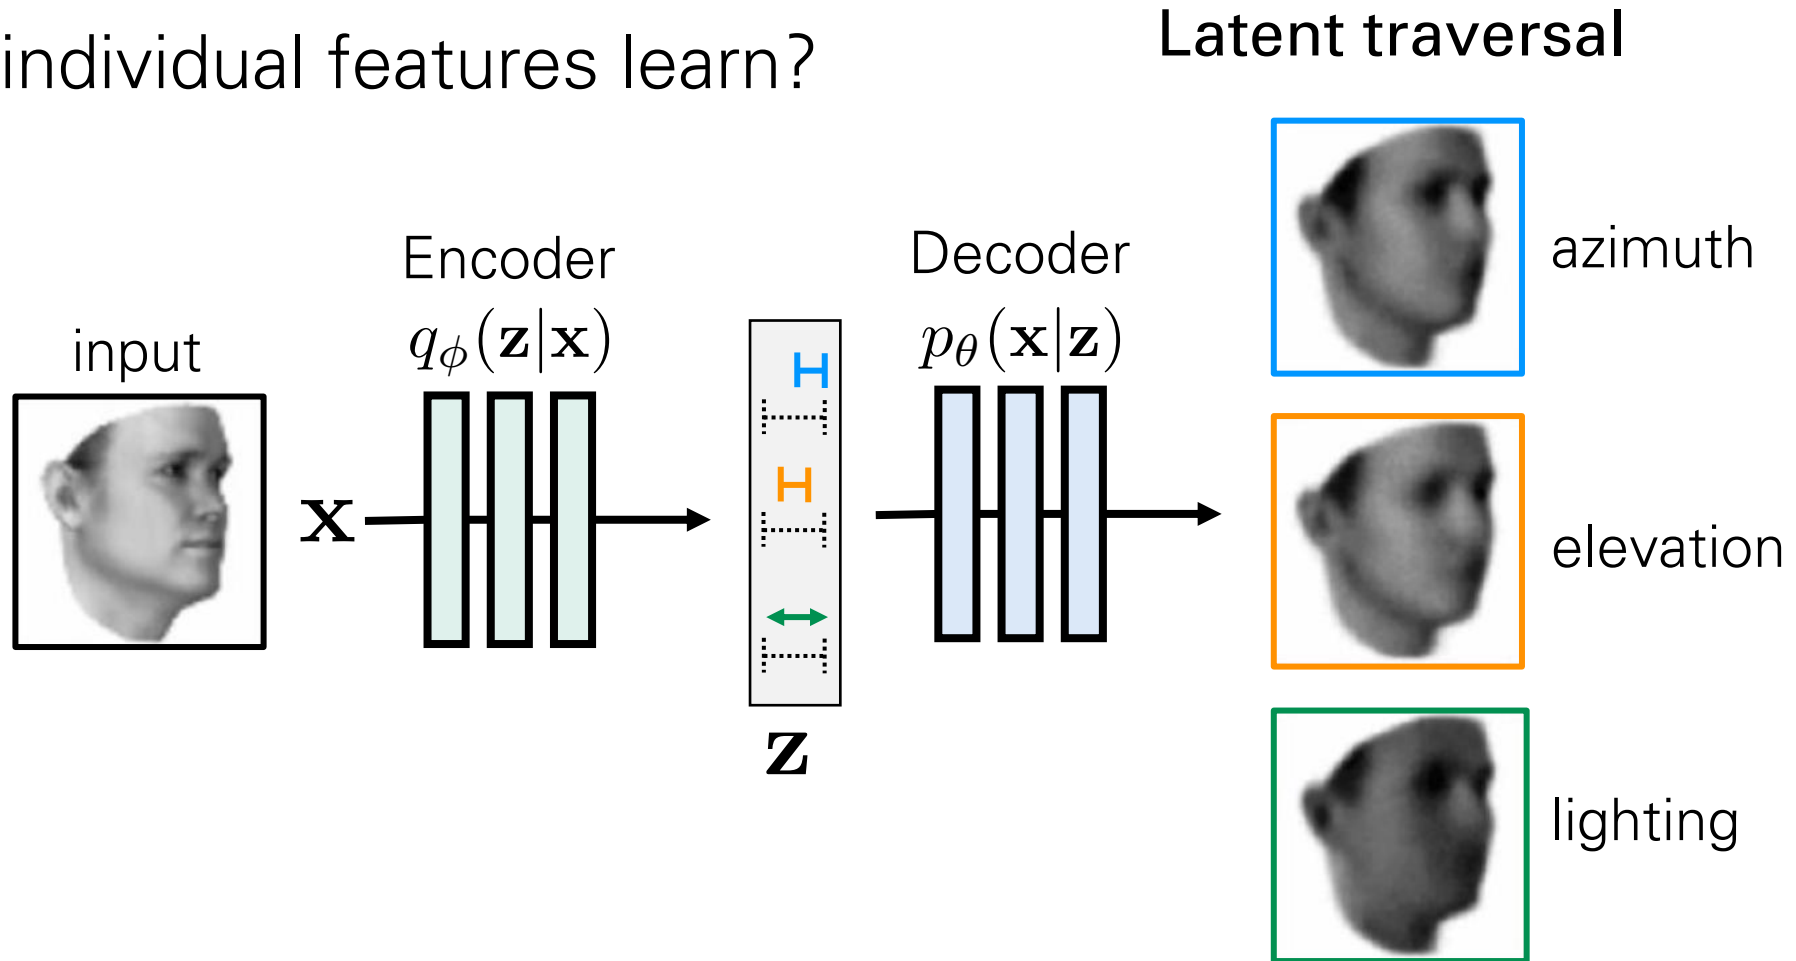 individual features learn?
Latent traversal
input
x
Encoder
qϕ(z|x)
z
Decoder
pθ(x|z)
azimuth
elevation
lighting